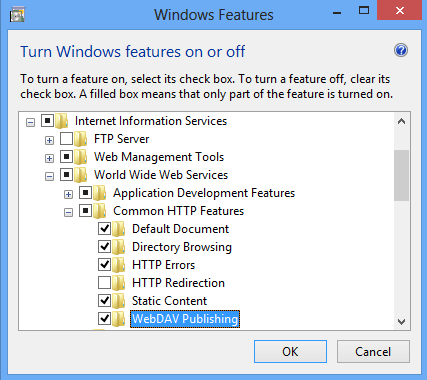 Windows Features
Turn Windows features on or off
To turn a feature on, select its check box. To turn a feature off, clear its
check box. A filled box means that only part of the feature is turned on.
Internet Information Services
FTP Server
Web Management Tools
World Wide Web Services
Application Development Features
Common HTTP Features
Default Document
Directory Browsing
HTTP Errors
HTTP Redirection
Static Content
WebDAV Publishing
OK
Cancel